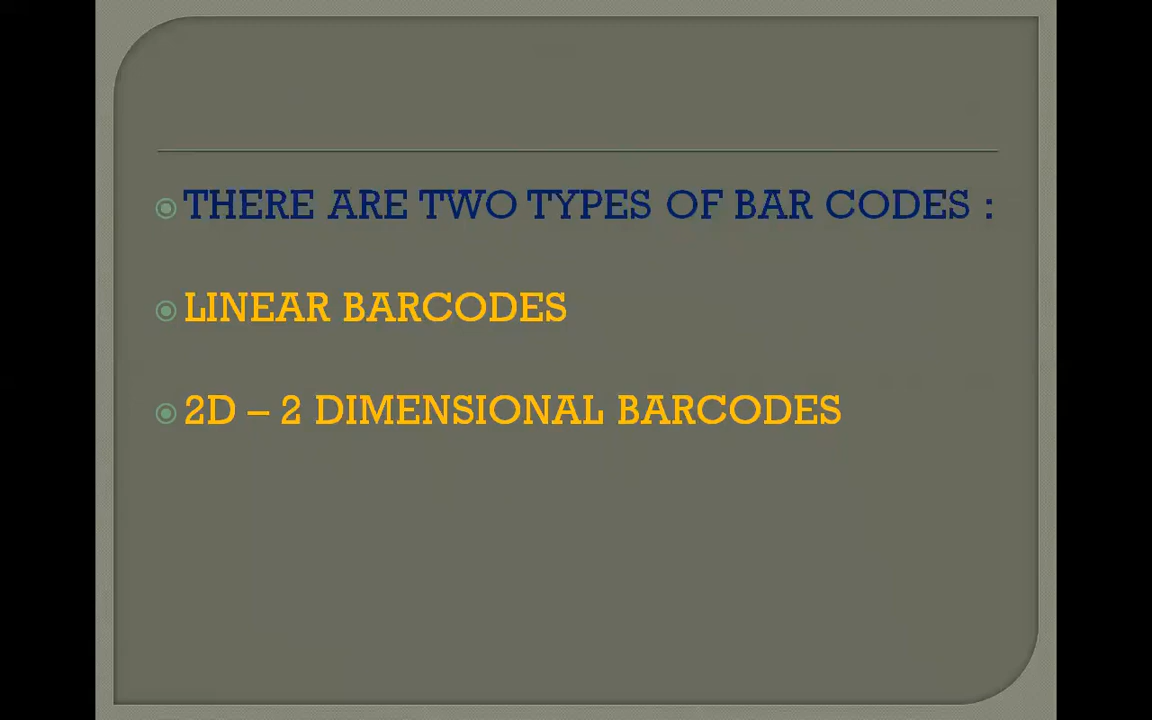 THERE ARE TWO TYPES OF BAR CODES :
LINEAR BARCODES
2D – 2 DIMENSIONAL BARCODES